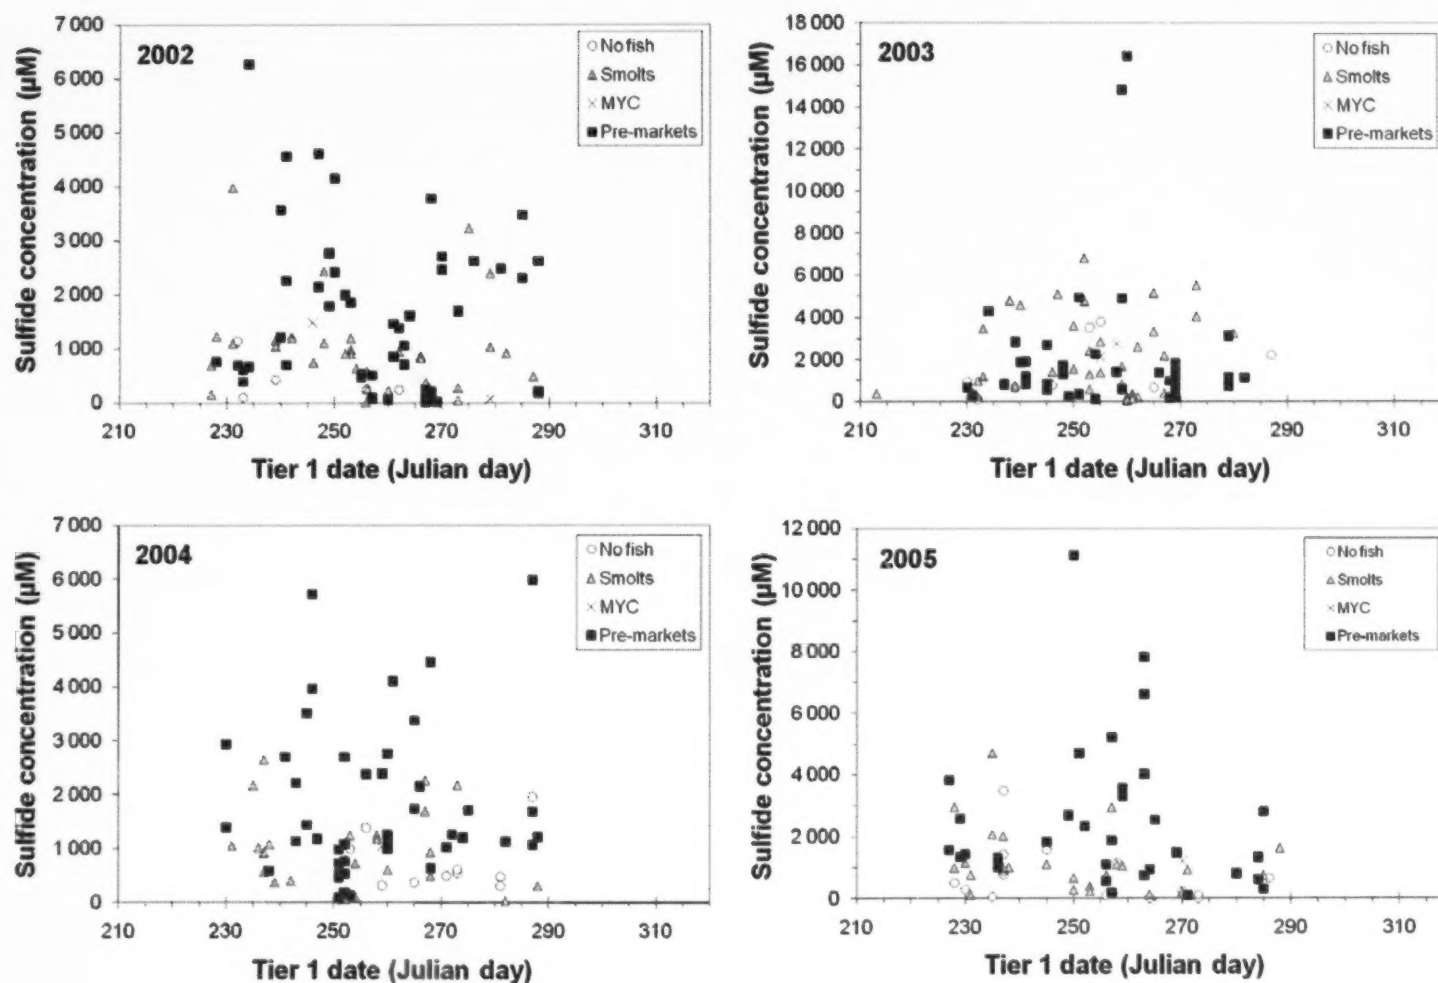 2002
Sulfide concentration (µM)
7 000
6 000
5 000
4 000
3 000
2 000
1 000
0
210 230 250 270 290 310
Tier 1 date (Julian day)
No fish
Smolts
MYC
Pre-markets
2003
Sulfide concentration (µM)
18 000
16 000
14 000
12 000
10 000
8 000
6 000
4 000
2 000
0
210 230 250 270 290 310
Tier 1 date (Julian day)
No fish
Smolts
MYC
Pre-markets
2004
Sulfide concentration (µM)
7 000
6 000
5 000
4 000
3 000
2 000
1 000
0
210 230 250 270 290 310
Tier 1 date (Julian day)
No fish
Smolts
MYC
Pre-markets
2005
Sulfide concentration (µM)
12 000
10 000
8 000
6 000
4 000
2 000
0
210 230 250 270 290 310
Tier 1 date (Julian day)
No fish
Smolts
MYC
Pre-markets